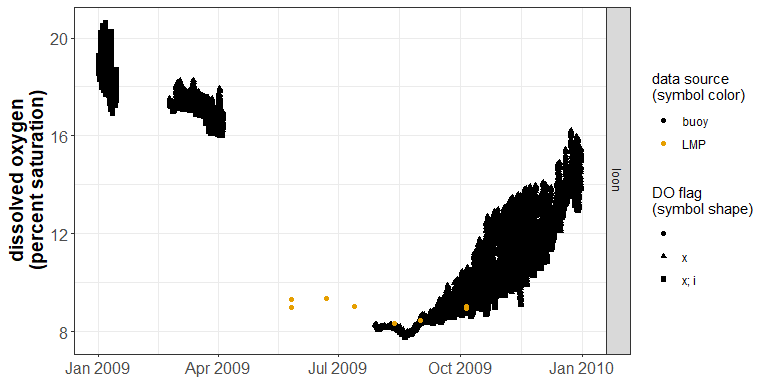 dissolved oxygen
(percent saturation)
20
16
12
8
Jan 2009
Apr 2009
Jul 2009
Oct 2009
Jan 2010
loon
data source
(symbol color)
buoy
LMP
DO flag
(symbol shape)
x
x; i